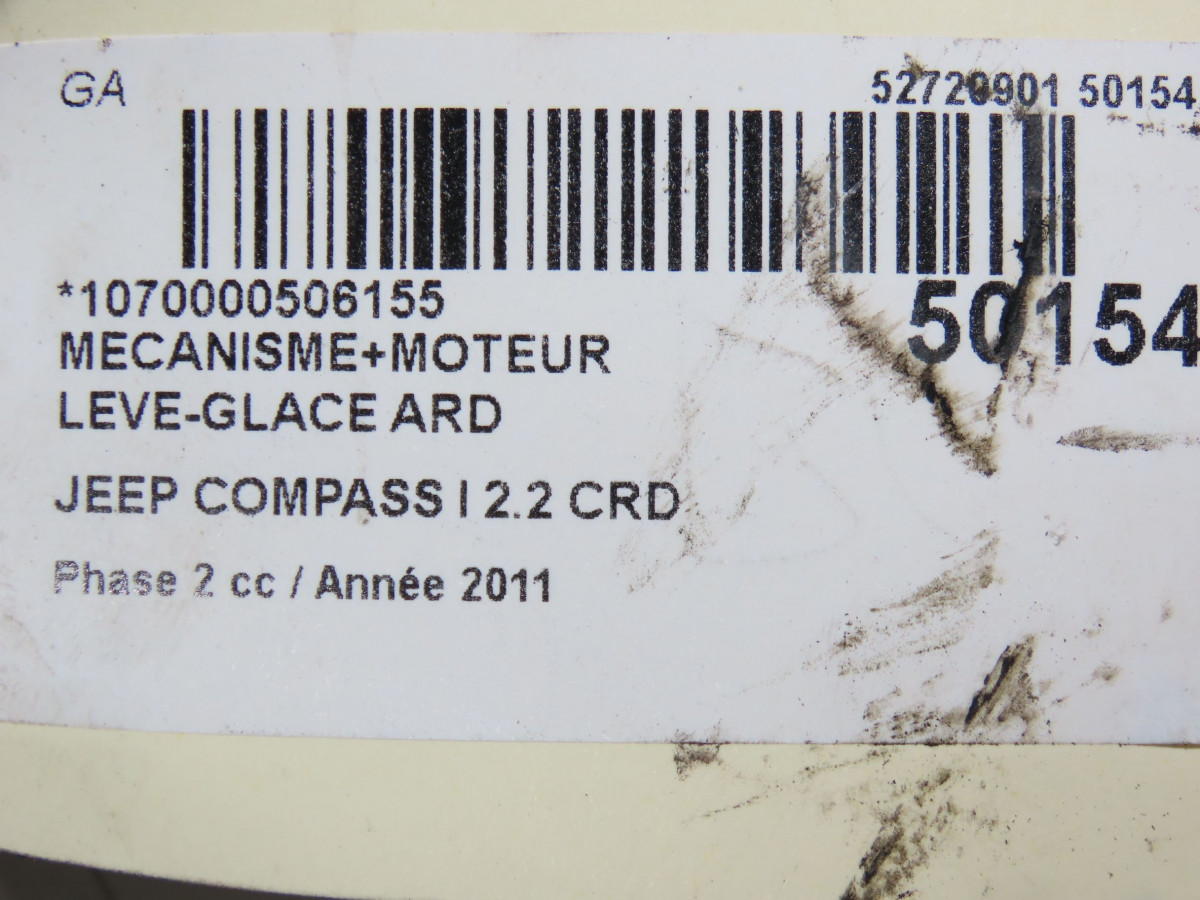 GA
52720901 50154
*1070000506155
50154
MECANISME+MOTEUR
LEVE-GLACE ARD
JEEP COMPASS I 2.2 CRD
Phase 2 cc / Année 2011